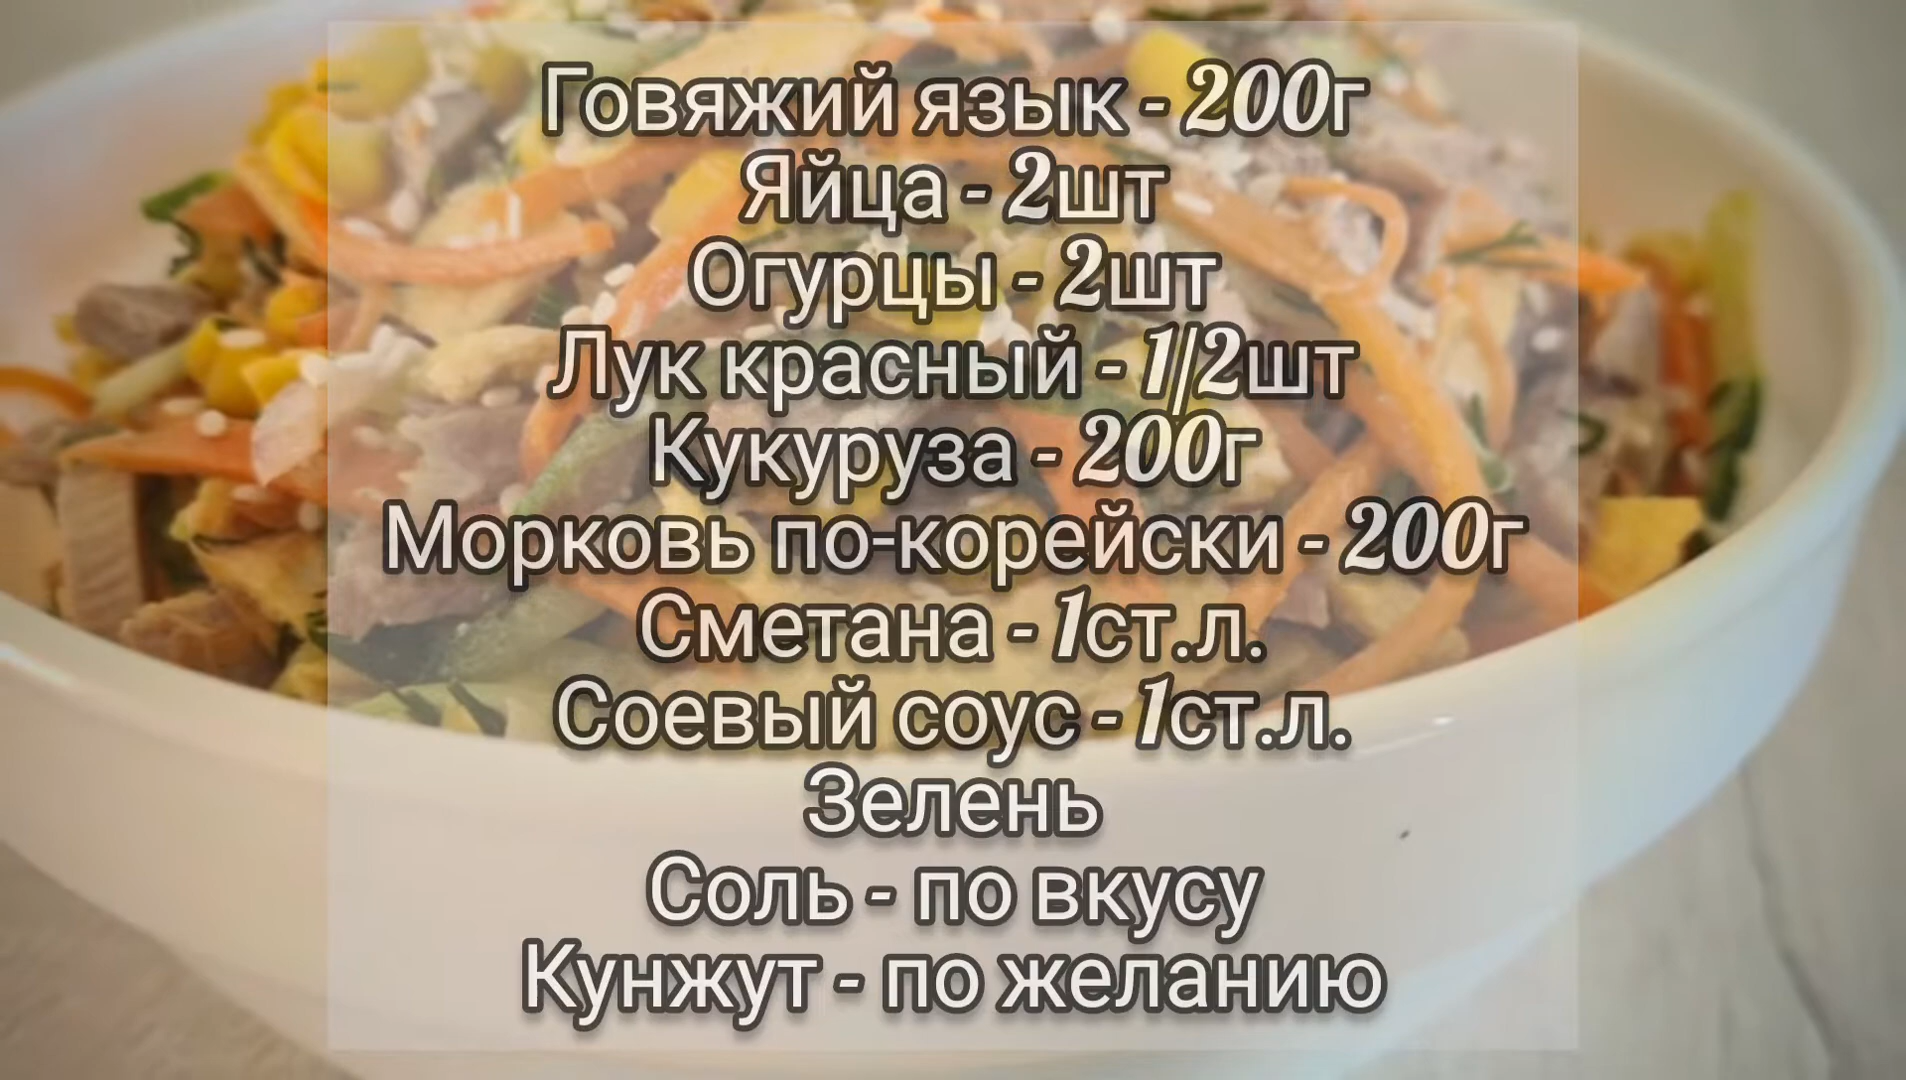 Говяжий язык - 200г
Яйца - 2шт
Огурцы - 2шт
Лук красный - 1/2шт
Кукуруза - 200г
Морковь по-корейски - 200г
Сметана - 1ст.л.
Соевый соус - 1ст.л.
Зелень
Соль - по вкусу
Кунжут - по желанию